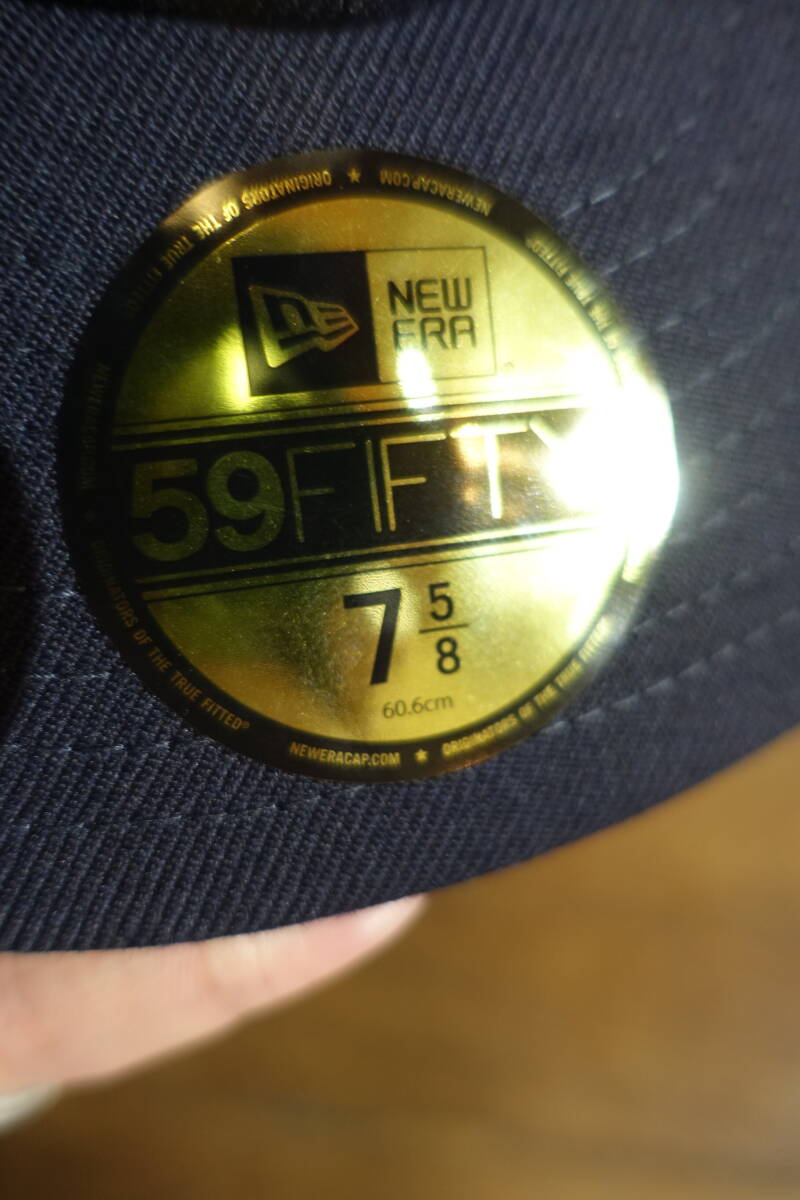 NEWERACAP.COM
ORIGINATORS OF THE TRUE FITTED
NEW
ERA
59FIFTY
7 5/8
60.6cm
ORIGINATORS OF THE TRUE FITTED®
NEWERACAP.COM ★ ORIGINATORS OF THE TRUE FITTED